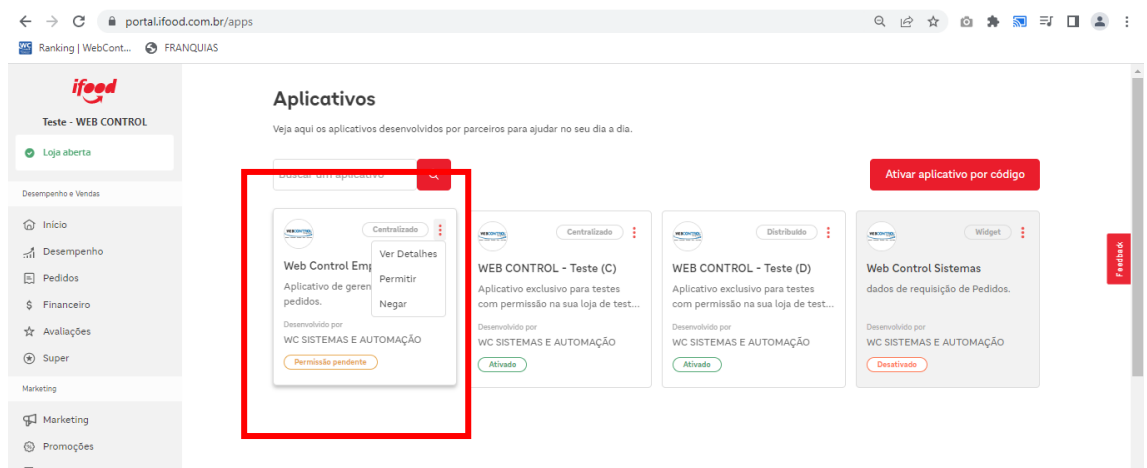 portal.ifood.com.br/apps
Ranking | WebCont...
FRANQUIAS
ifood
Teste - WEB CONTROL
Loja aberta
Desempenho e Vendas
Início
Desempenho
Pedidos
Financeiro
Avaliações
Super
Marketing
Marketing
Promoções
Aplicativos
Veja aqui os aplicativos desenvolvidos por parceiros para ajudar no seu dia a dia.
Buscar um aplicativo
Ativar aplicativo por código
Centralizado
Ver Detalhes
Permitir
Negar
Web Control Emp
Aplicativo de geren
pedidos.
Desenvolvido por
WC SISTEMAS E AUTOMAÇÃO
Permissão pendente
Centralizado
WEB CONTROL - Teste (C)
Aplicativo exclusivo para testes
com permissão na sua loja de test...
Desenvolvido por
WC SISTEMAS E AUTOMAÇÃO
Ativado
Distribuído
WEB CONTROL - Teste (D)
Aplicativo exclusivo para testes
com permissão na sua loja de test...
Desenvolvido por
WC SISTEMAS E AUTOMAÇÃO
Ativado
Widget
Web Control Sistemas
dados de requisição de Pedidos.
Desenvolvido por
WC SISTEMAS E AUTOMAÇÃO
Desativado
Feedback